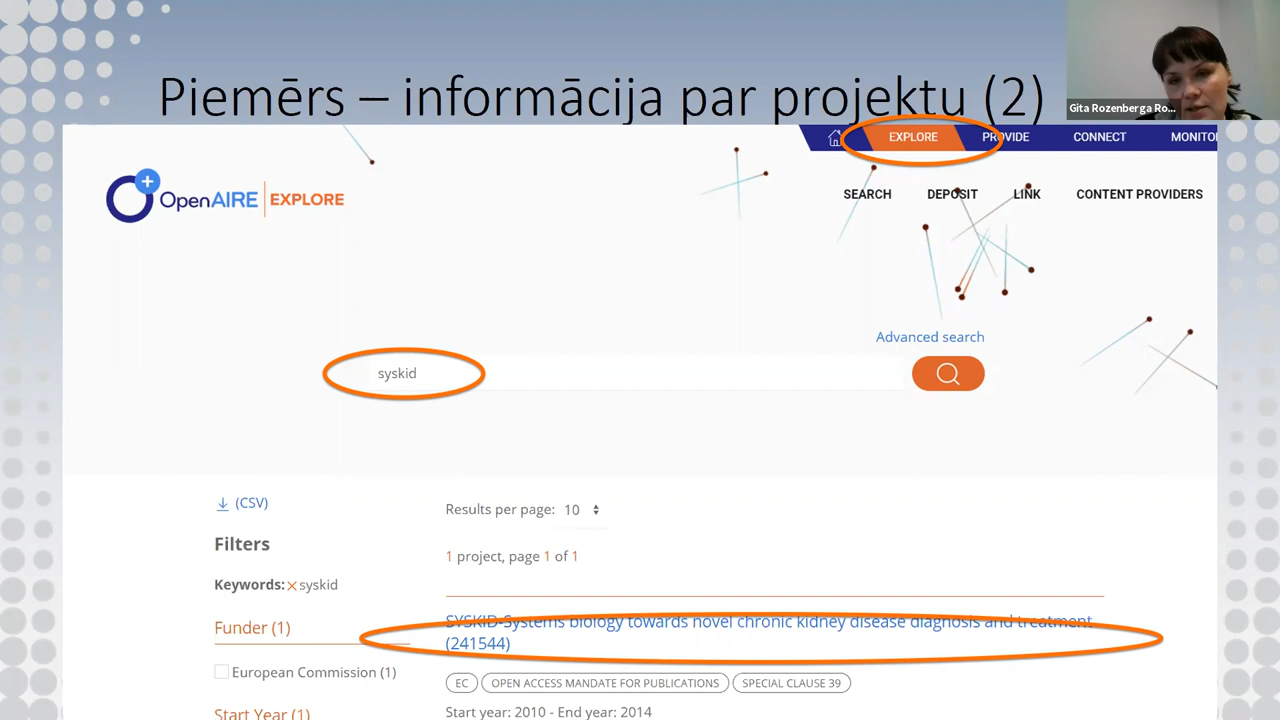 Piemērs – informācija par projektu (2)
Gita Rozenberga Ro...
EXPLORE
PROVIDE
CONNECT
MONITO
OpenAIRE EXPLORE
SEARCH
DEPOSIT
LINK
CONTENT PROVIDERS
Advanced search
syskid
(CSV)
Results per page: 10
Filters
1 project, page 1 of 1
Keywords: syskid
Funder (1)
SYSKID-Systems biology towards novel chronic kidney disease diagnosis and treatment
(241544)
European Commission (1)
EC
OPEN ACCESS MANDATE FOR PUBLICATIONS
SPECIAL CLAUSE 39
Start Year (1)
Start year: 2010 - End year: 2014